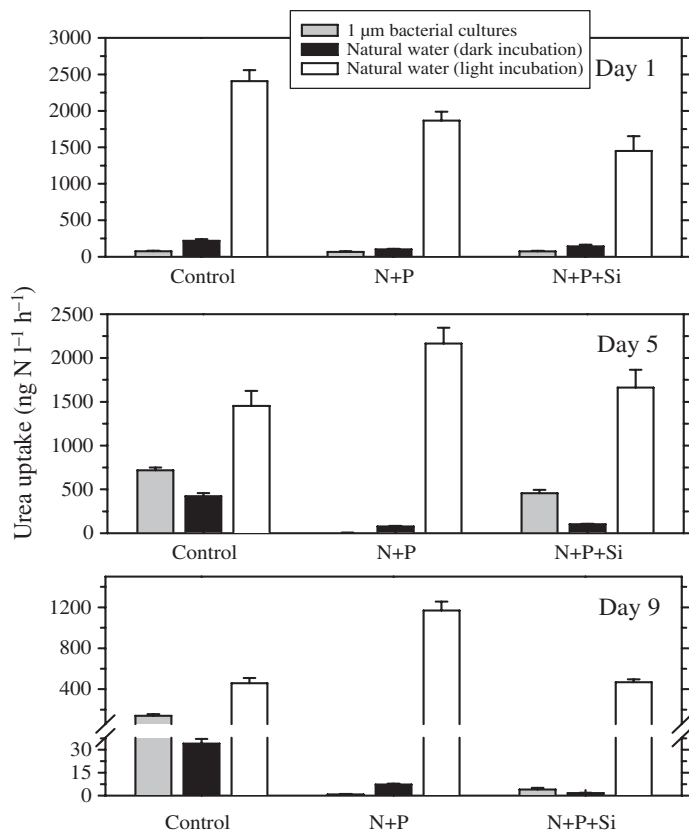 1 μm bacterial cultures
Natural water (dark incubation)
Natural water (light incubation)
Day 1
3000
2500
2000
1500
1000
500
0
Control N+P N+P+Si
Urea uptake (ng N l⁻¹ h⁻¹)
Day 5
2500
2000
1500
1000
500
0
Control N+P N+P+Si
Day 9
1200
800
400
30
15
0
Control N+P N+P+Si